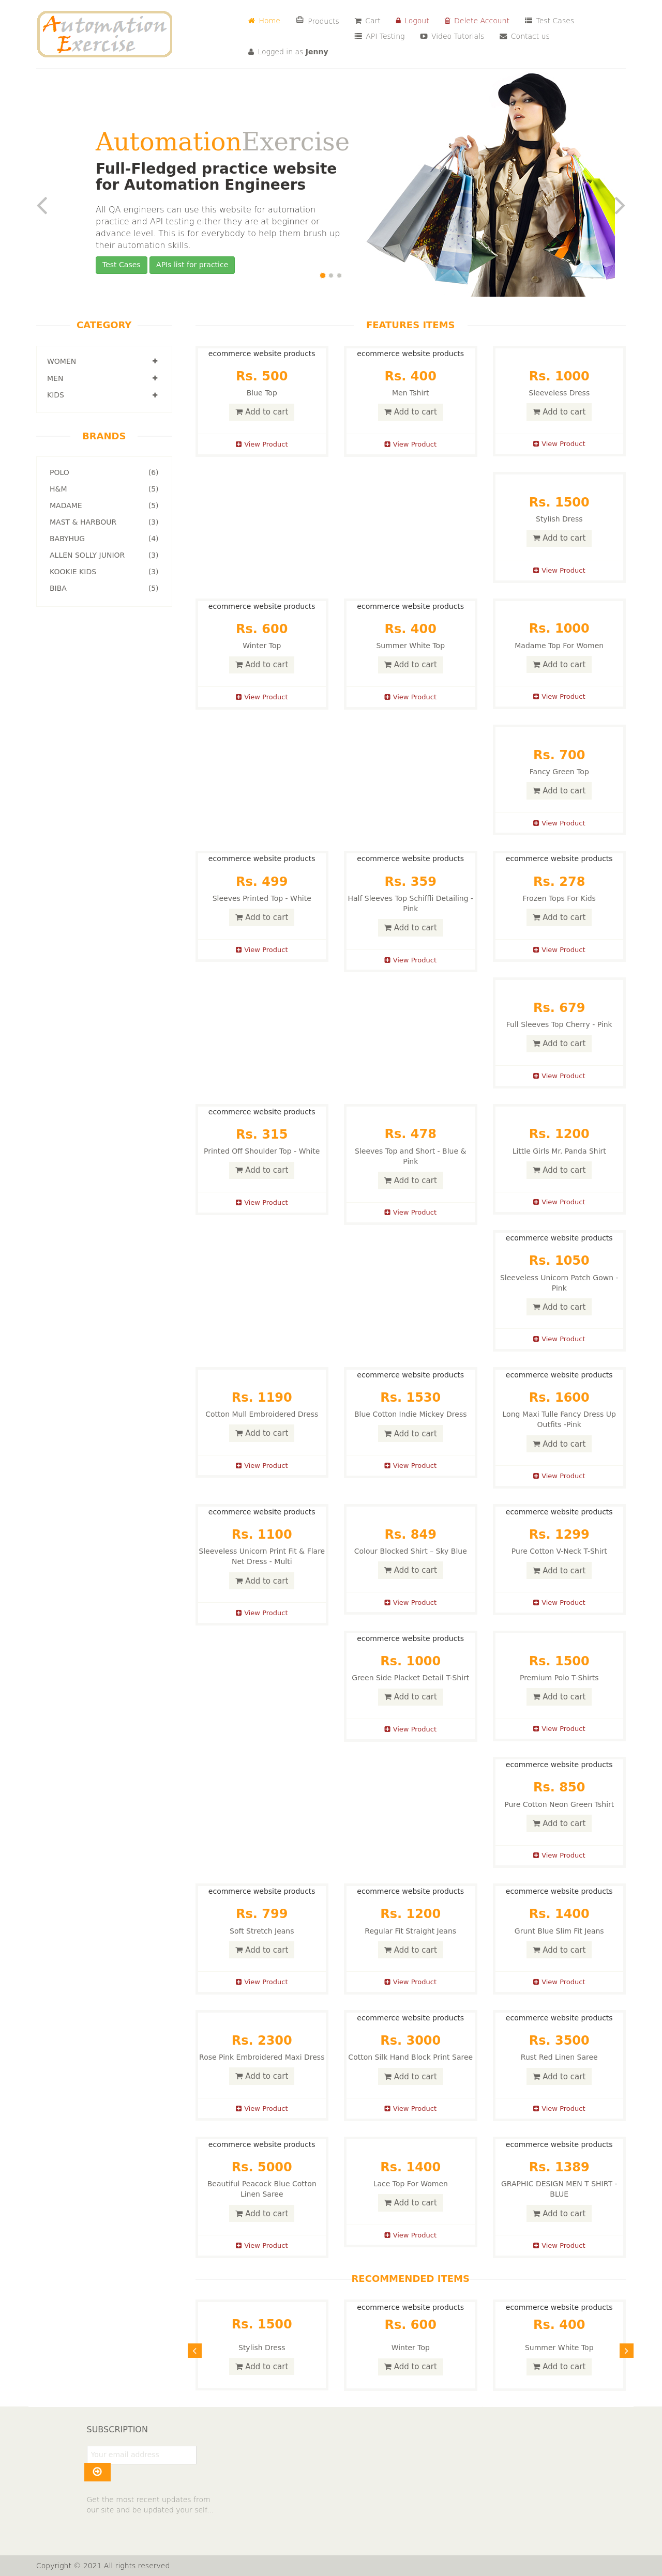 Automation
Exercise
Home
Products
Cart
Logout
Delete Account
Test Cases
API Testing
Video Tutorials
Contact us
Logged in as Jenny
AutomationExercise
Full-Fledged practice website
for Automation Engineers
All QA engineers can use this website for automation
practice and API testing either they are at beginner or
advance level. This is for everybody to help them brush up
their automation skills.
Test Cases
APIs list for practice
CATEGORY
WOMEN
MEN
KIDS
BRANDS
POLO (6)
H&M (5)
MADAME (5)
MAST & HARBOUR (3)
BABYHUG (4)
ALLEN SOLLY JUNIOR (3)
KOOKIE KIDS (3)
BIBA (5)
FEATURES ITEMS
ecommerce website products
Rs. 500
Blue Top
Add to cart
View Product
ecommerce website products
Rs. 400
Men Tshirt
Add to cart
View Product
Rs. 1000
Sleeveless Dress
Add to cart
View Product
Rs. 1500
Stylish Dress
Add to cart
View Product
ecommerce website products
Rs. 600
Winter Top
Add to cart
View Product
ecommerce website products
Rs. 400
Summer White Top
Add to cart
View Product
Rs. 1000
Madame Top For Women
Add to cart
View Product
Rs. 700
Fancy Green Top
Add to cart
View Product
ecommerce website products
Rs. 499
Sleeves Printed Top - White
Add to cart
View Product
ecommerce website products
Rs. 359
Half Sleeves Top Schiffli Detailing -
Pink
Add to cart
View Product
ecommerce website products
Rs. 278
Frozen Tops For Kids
Add to cart
View Product
Rs. 679
Full Sleeves Top Cherry - Pink
Add to cart
View Product
ecommerce website products
Rs. 315
Printed Off Shoulder Top - White
Add to cart
View Product
Rs. 478
Sleeves Top and Short - Blue &
Pink
Add to cart
View Product
Rs. 1200
Little Girls Mr. Panda Shirt
Add to cart
View Product
ecommerce website products
Rs. 1050
Sleeveless Unicorn Patch Gown -
Pink
Add to cart
View Product
Rs. 1190
Cotton Mull Embroidered Dress
Add to cart
View Product
ecommerce website products
Rs. 1530
Blue Cotton Indie Mickey Dress
Add to cart
View Product
ecommerce website products
Rs. 1600
Long Maxi Tulle Fancy Dress Up
Outfits -Pink
Add to cart
View Product
ecommerce website products
Rs. 1100
Sleeveless Unicorn Print Fit & Flare
Net Dress - Multi
Add to cart
View Product
Rs. 849
Colour Blocked Shirt – Sky Blue
Add to cart
View Product
ecommerce website products
Rs. 1299
Pure Cotton V-Neck T-Shirt
Add to cart
View Product
ecommerce website products
Rs. 1000
Green Side Placket Detail T-Shirt
Add to cart
View Product
Rs. 1500
Premium Polo T-Shirts
Add to cart
View Product
ecommerce website products
Rs. 850
Pure Cotton Neon Green Tshirt
Add to cart
View Product
ecommerce website products
Rs. 799
Soft Stretch Jeans
Add to cart
View Product
ecommerce website products
Rs. 1200
Regular Fit Straight Jeans
Add to cart
View Product
ecommerce website products
Rs. 1400
Grunt Blue Slim Fit Jeans
Add to cart
View Product
Rs. 2300
Rose Pink Embroidered Maxi Dress
Add to cart
View Product
ecommerce website products
Rs. 3000
Cotton Silk Hand Block Print Saree
Add to cart
View Product
ecommerce website products
Rs. 3500
Rust Red Linen Saree
Add to cart
View Product
ecommerce website products
Rs. 5000
Beautiful Peacock Blue Cotton
Linen Saree
Add to cart
View Product
Rs. 1400
Lace Top For Women
Add to cart
View Product
ecommerce website products
Rs. 1389
GRAPHIC DESIGN MEN T SHIRT -
BLUE
Add to cart
View Product
RECOMMENDED ITEMS
Rs. 1500
Stylish Dress
Add to cart
ecommerce website products
Rs. 600
Winter Top
Add to cart
ecommerce website products
Rs. 400
Summer White Top
Add to cart
SUBSCRIPTION
Your email address
Get the most recent updates from
our site and be updated your self...
Copyright © 2021 All rights reserved